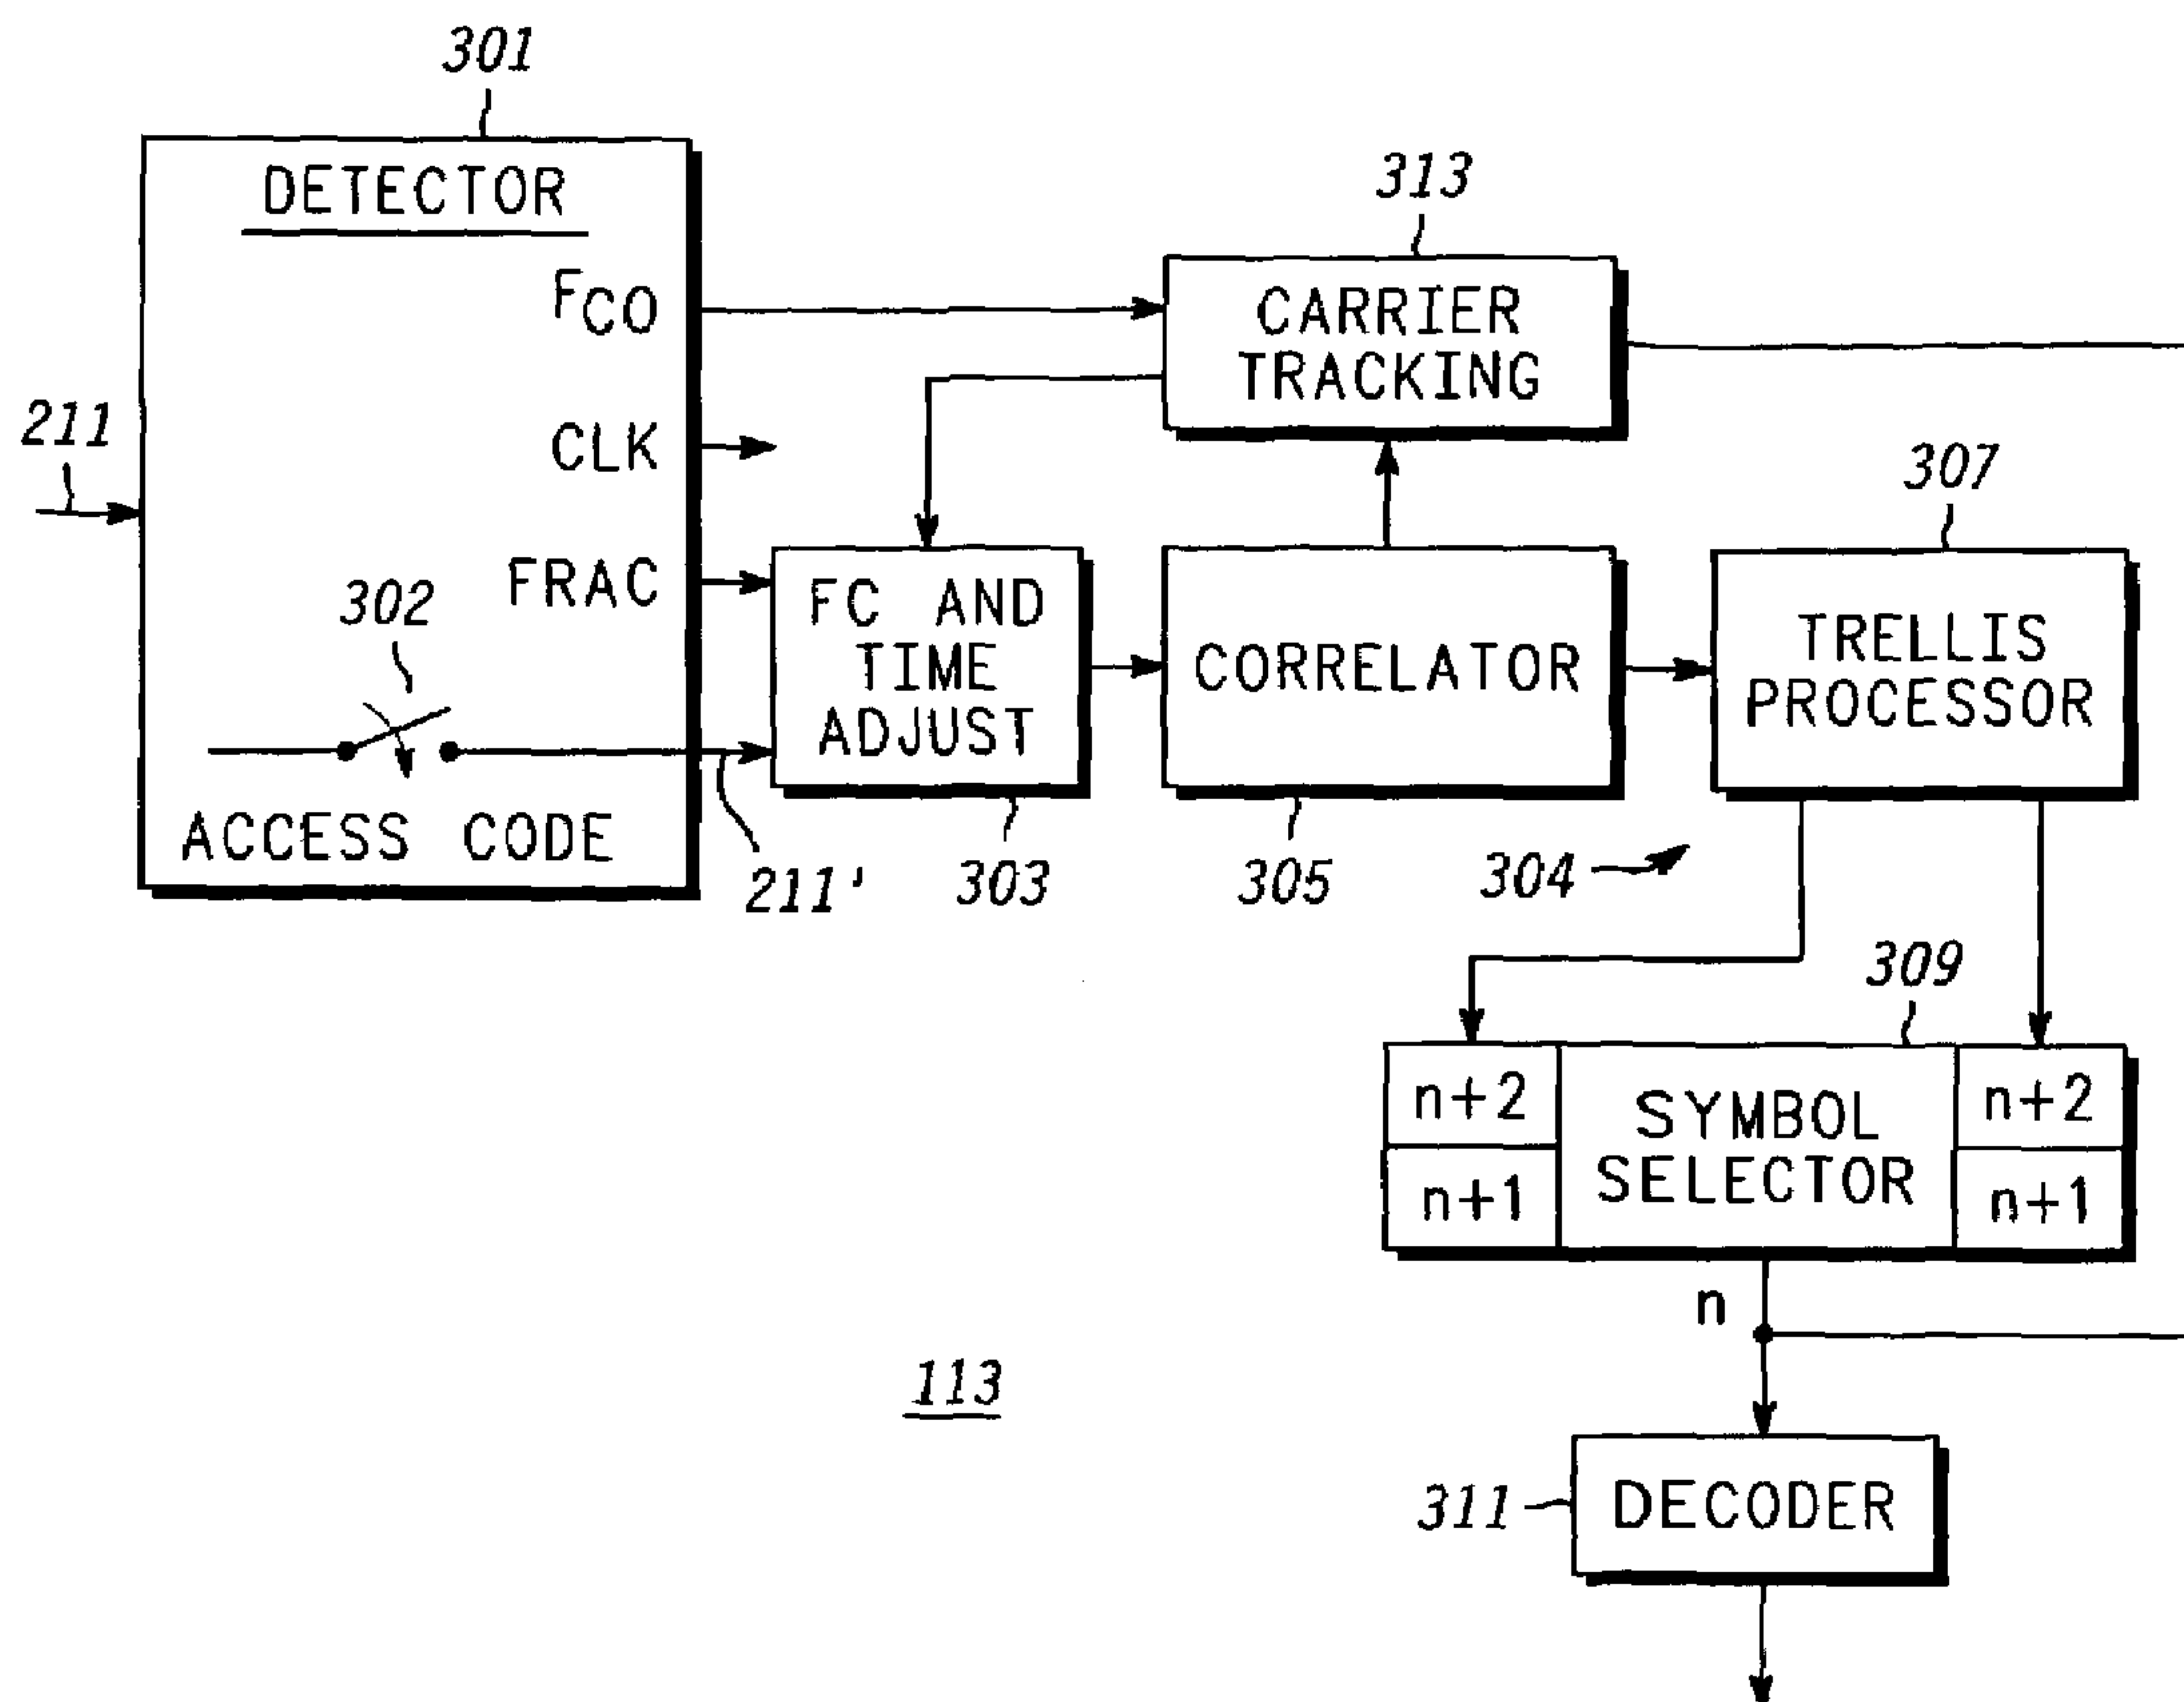 301
DETECTOR
313
FCO
CARRIER
TRACKING
211
CLK
307
302
FRAC
FC AND
TIME
ADJUST
CORRELATOR
TRELLIS
PROCESSOR
ACCESS CODE
211'
303
305
304
309
n+2
n+1
SYMBOL
SELECTOR
n+2
n+1
n
113
311
DECODER